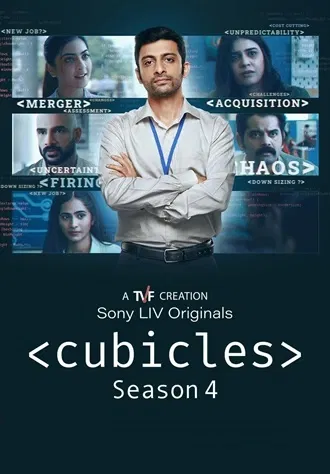 <NEW JOB?>
<COST CUTTING>
<UNPREDICTABILITY>
<MERGER>
<ASSESSMENT>
<CHALLENGES>
<ACQUISITION>
<UNCERTAIN
<FIRING
HAOS>
<DOWN SIZING ?>
DOWN SIZING ?>
<NEW JOB?>
A TVF CREATION
Sony LIV Originals
<cubicles>
Season 4